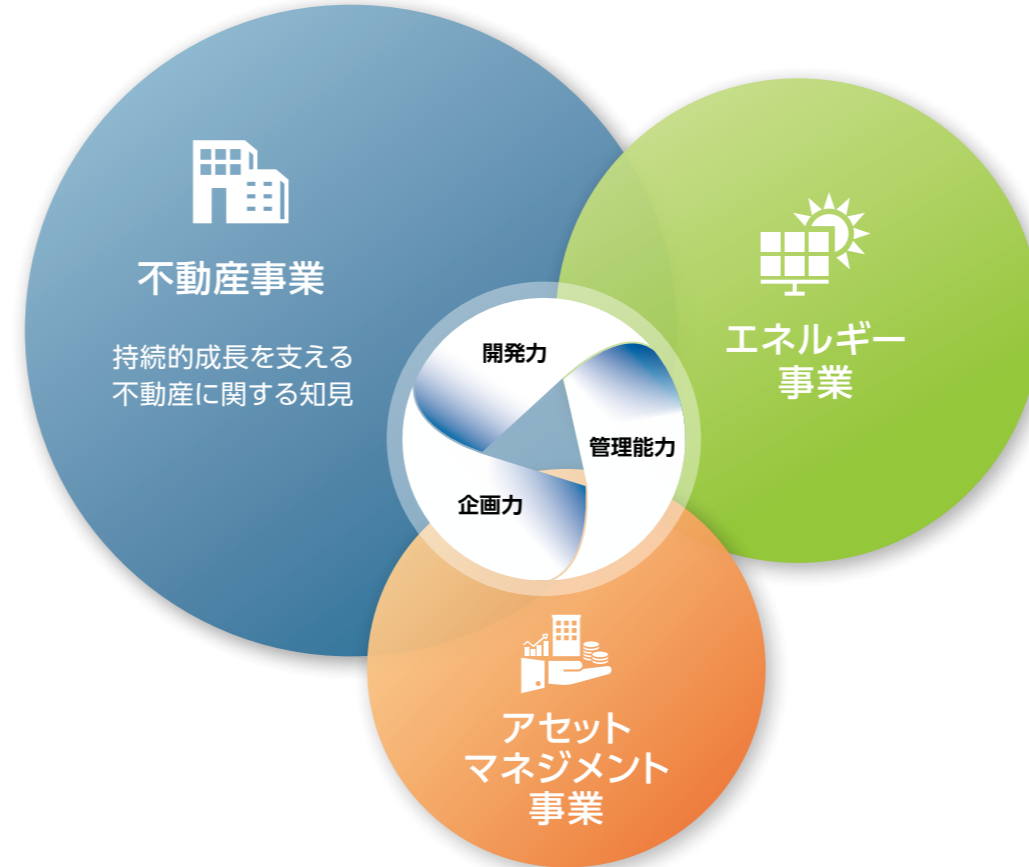 不動産事業
持続的成長を支える
不動産に関する知見
エネルギー
事業
開発力
管理能力
企画力
アセット
マネジメント
事業